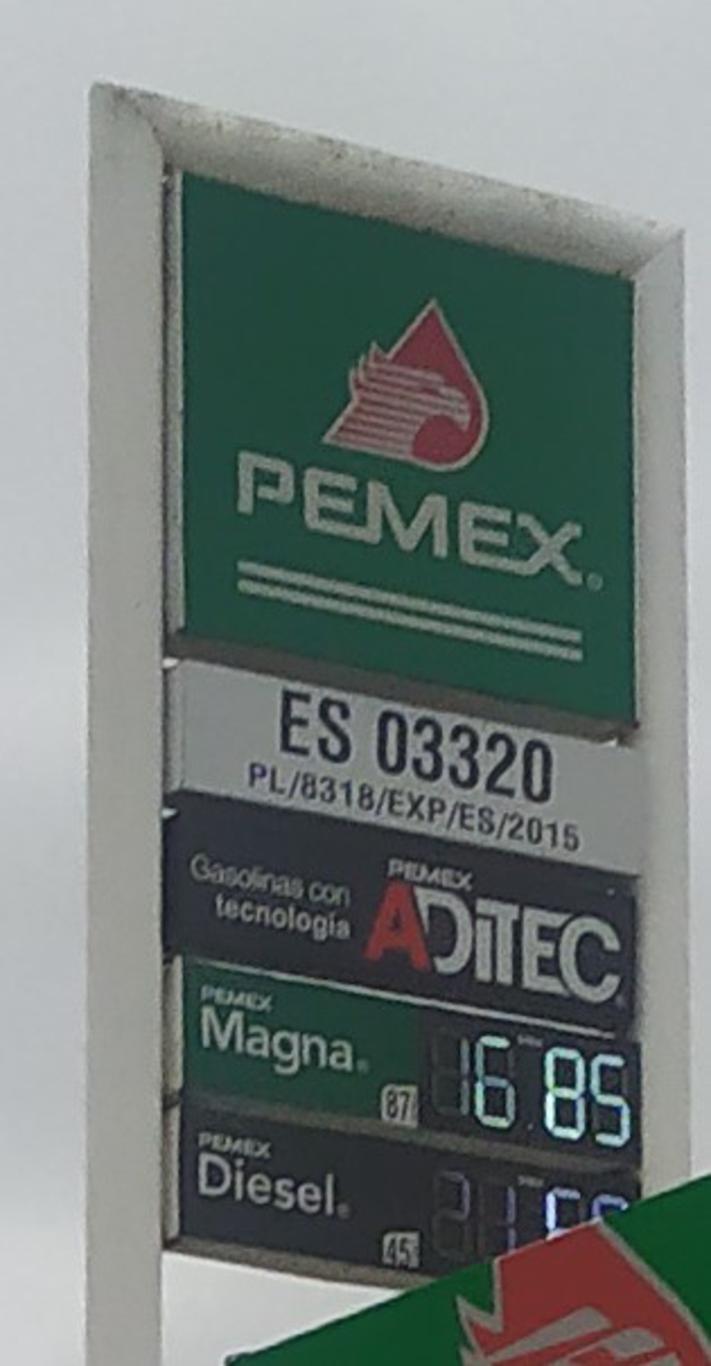 PEMEX®
ES 03320
PL/8318/EXP/ES/2015
Gasolinas con
tecnología
PEMEX
ADiTEC
PEMEX
Magna®
87
16.85
PEMEX
Diesel®
45